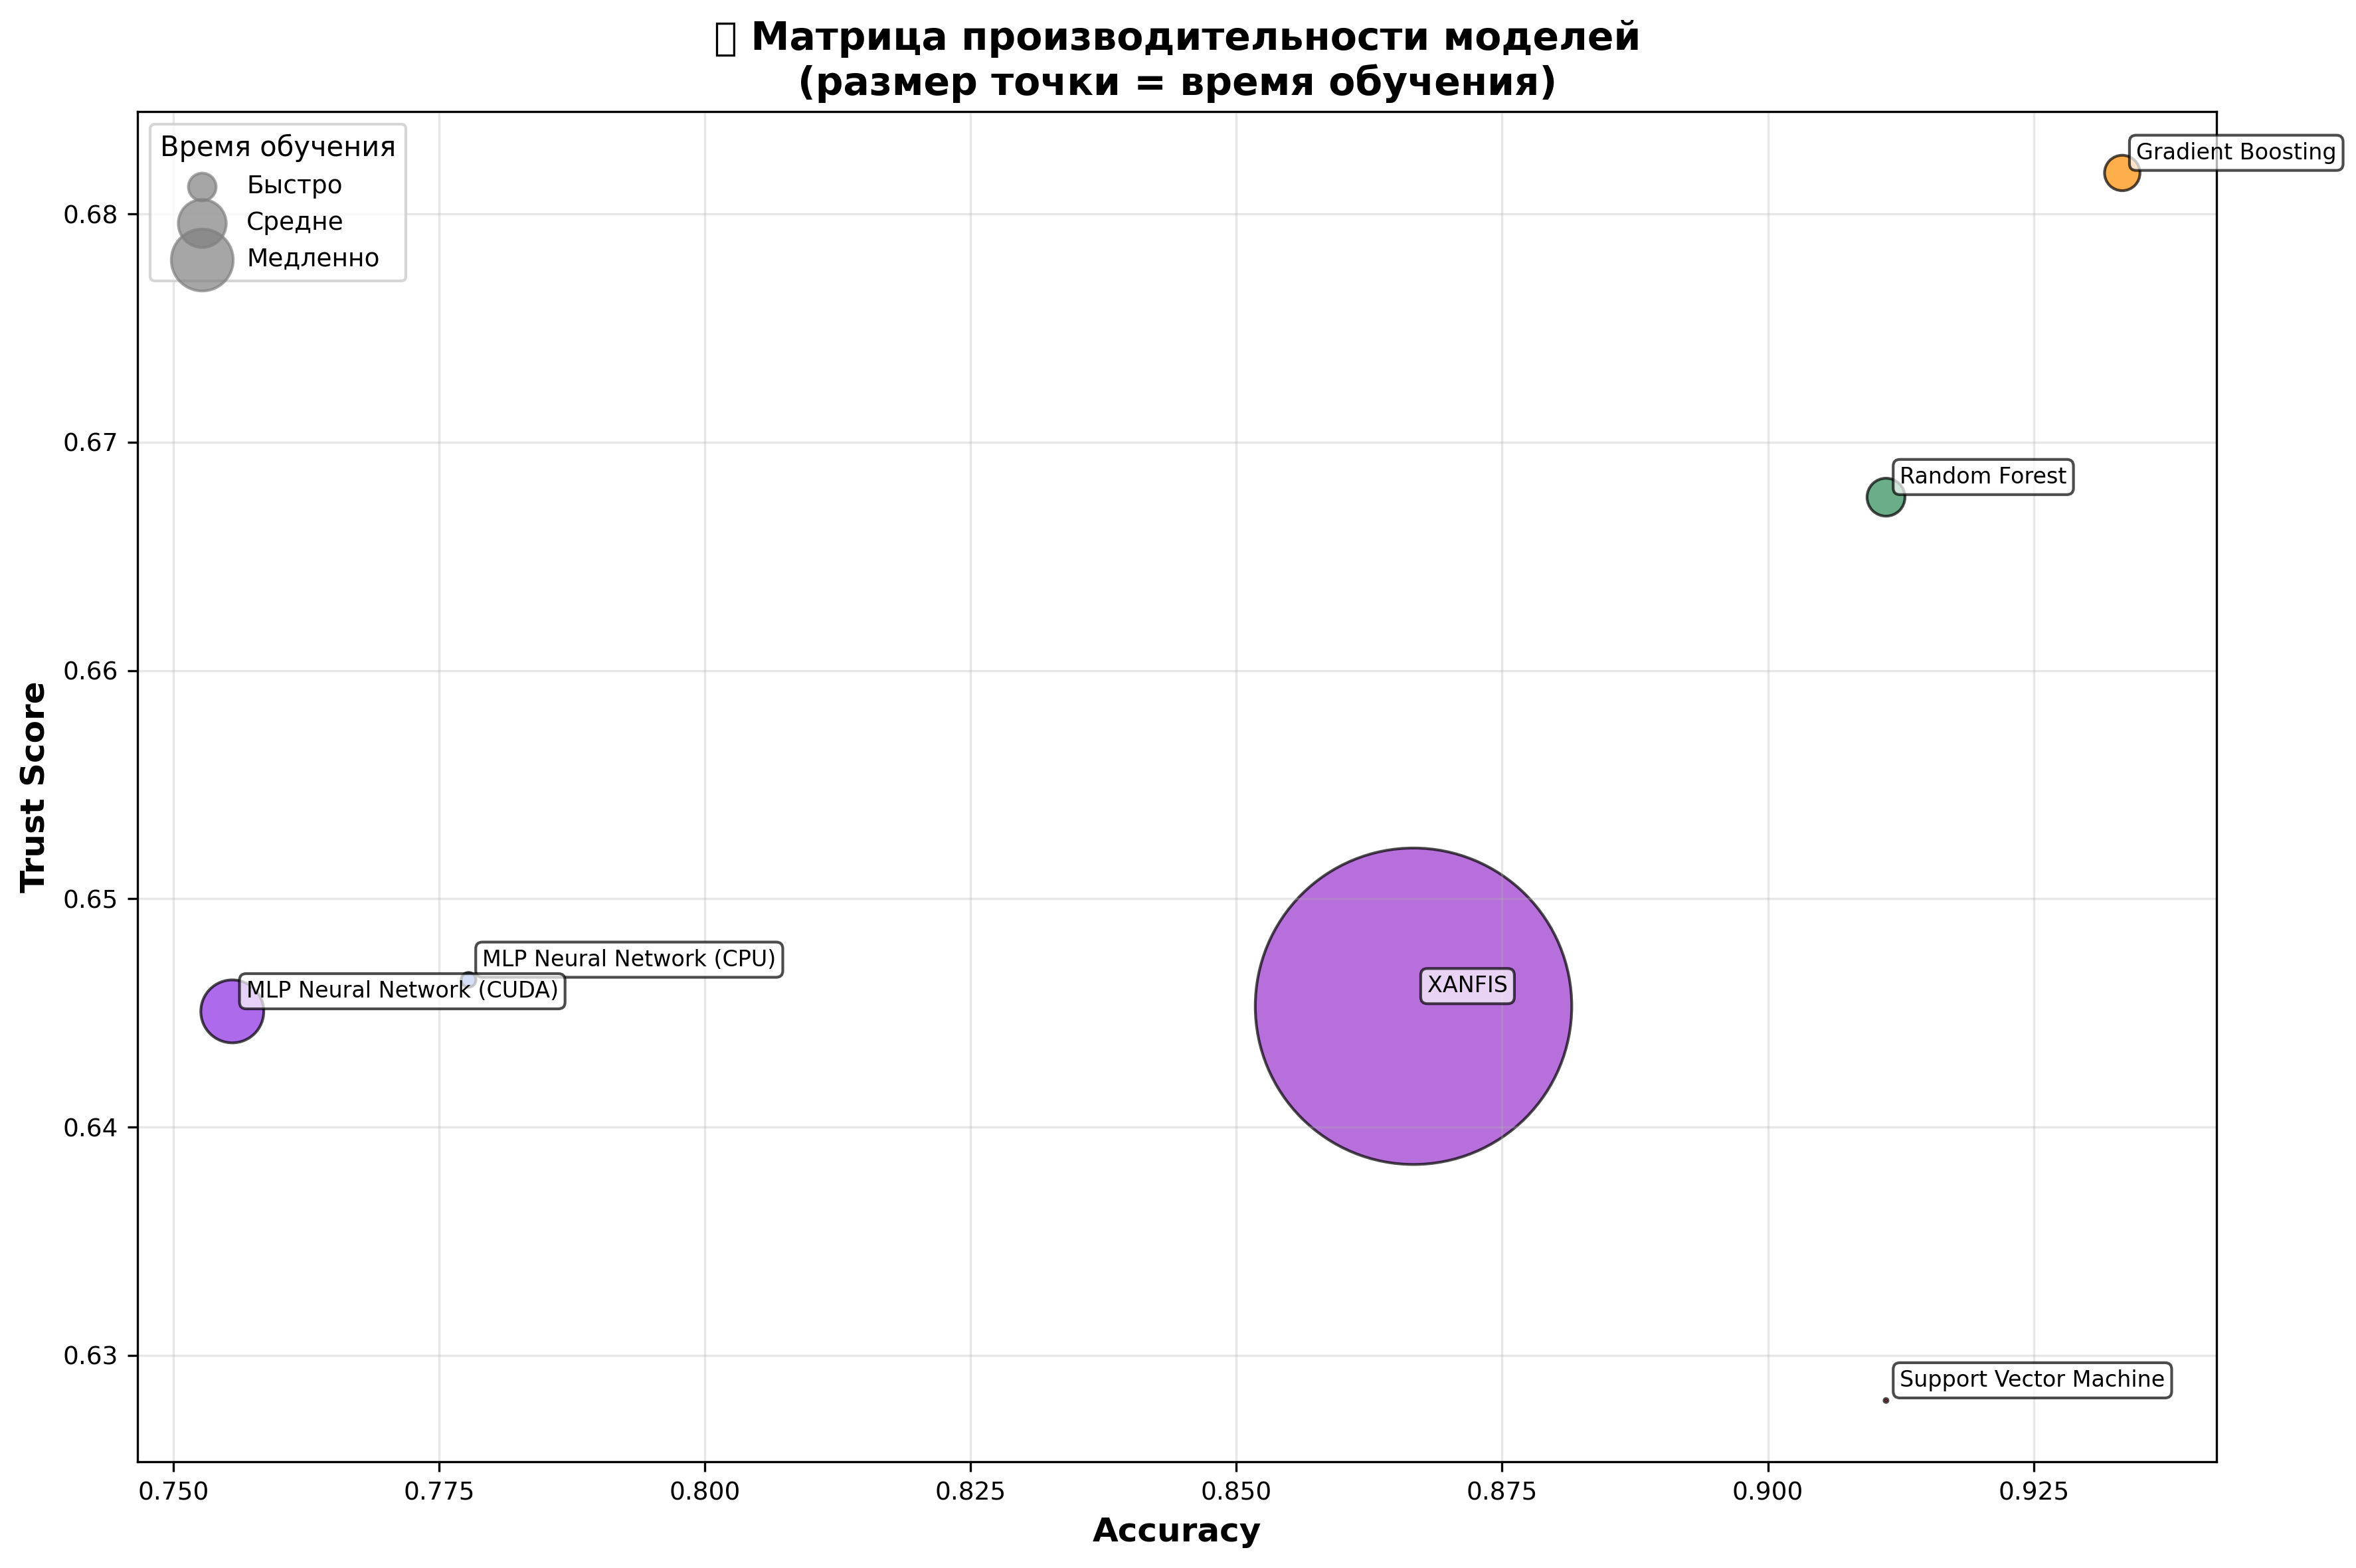 Матрица производительности моделей
(размер точки = время обучения)
Время обучения
Быстро
Средне
Медленно
Gradient Boosting
Random Forest
MLP Neural Network (CPU)
MLP Neural Network (CUDA)
XANFIS
Support Vector Machine
Trust Score
0.68
0.67
0.66
0.65
0.64
0.63
0.750
0.775
0.800
0.825
0.850
0.875
0.900
0.925
Accuracy